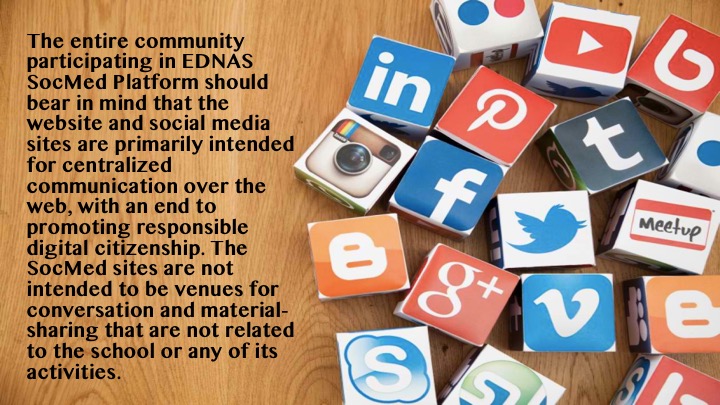 The entire community
participating in EDNAS
SocMed Platform should
bear in mind that the
website and social media
sites are primarily intended
for centralized
communication over the
web, with an end to
promoting responsible
digital citizenship. The
SocMed sites are not
intended to be venues for
conversation and material-
sharing that are not related
to the school or any of its
activities.
in
f
t
Meetup
g+
v
S